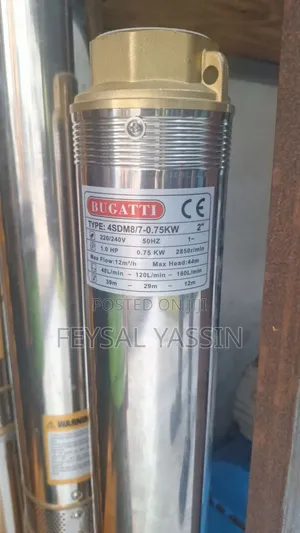 BUGATTI
CE
TYPE: 4SDM8/7-0.75KW 2"
220/240V 50HZ 1~
1.0 HP 0.75 KW 2850r/min
Max Flow:12m³/h Max Head:44m
40L/min - 120L/min - 180L/min
39m - 29m - 12m
POSTED ON JIJI
FEYSAL YASSIN
WARNING